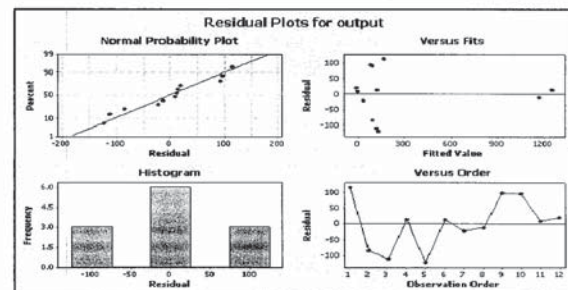 Residual Plots for output
Normal Probability Plot
Percent
99
90
50
10
1
-200
-100
0
100
200
Residual
Versus Fits
Residual
100
50
0
-50
-100
0
300
600
900
1200
Fitted Value
Histogram
Frequency
6.0
4.5
3.0
1.5
0.0
-100
-50
0
50
100
Residual
Versus Order
Residual
100
50
0
-50
-100
1 2 3 4 5 6 7 8 9 10 11 12
Observation Order